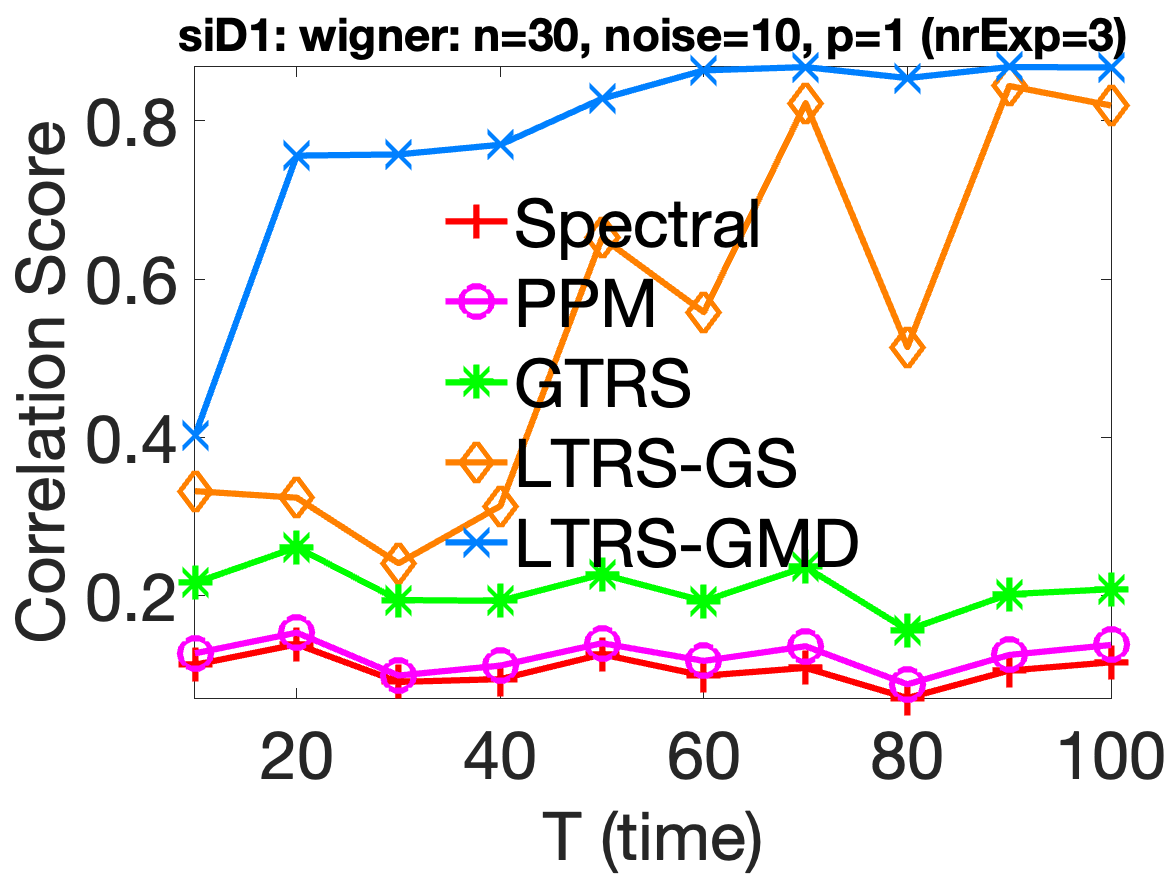 siD1: wigner: n=30, noise=10, p=1 (nrExp=3)
Correlation Score
0.8
0.6
0.4
0.2
Spectral
PPM
GTRS
LTRS-GS
LTRS-GMD
20 40 60 80 100
T (time)